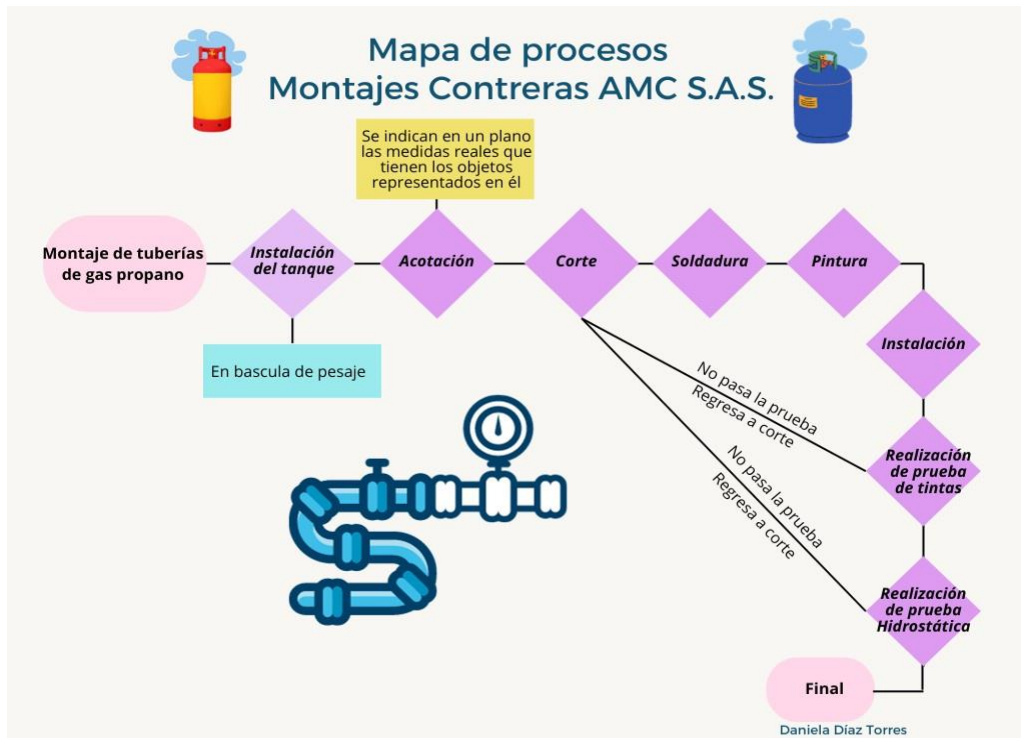 Mapa de procesos
Montajes Contreras AMC S.A.S.
Se indican en un plano
las medidas reales que
tienen los objetos
representados en él
Montaje de tuberías
de gas propano
Instalación
del tanque
Acotación
Corte
Soldadura
Pintura
En bascula de pesaje
Instalación
No pasa la prueba
Regresa a corte
Realización
de prueba
de tintas
No pasa la prueba
Regresa a corte
Realización
de prueba
Hidrostática
Final
Daniela Díaz Torres